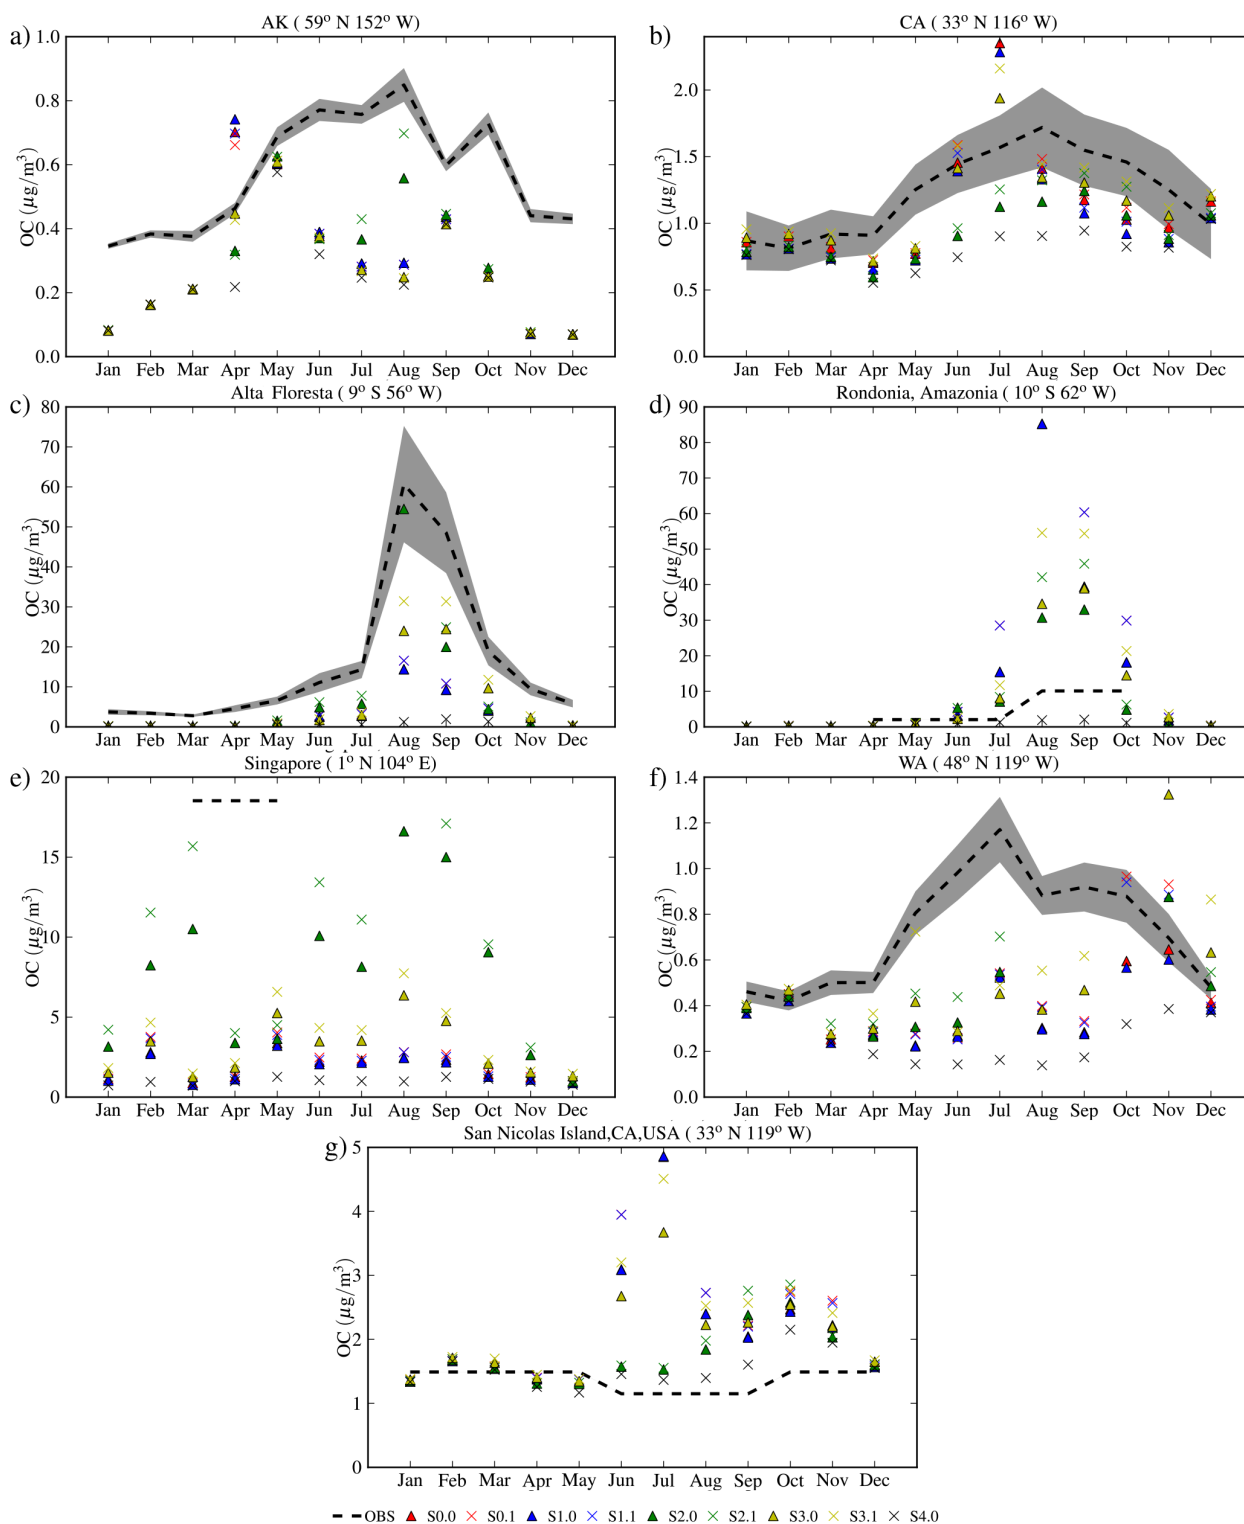 a) AK ( 59° N 152° W)
OC (μg/m³)
1.0
0.8
0.6
0.4
0.2
0.0
Jan Feb Mar Apr May Jun Jul Aug Sep Oct Nov Dec
b) CA ( 33° N 116° W)
OC (μg/m³)
2.0
1.5
1.0
0.5
0.0
Jan Feb Mar Apr May Jun Jul Aug Sep Oct Nov Dec
c) Alta Floresta ( 9° S 56° W)
OC (μg/m³)
80
70
60
50
40
30
20
10
0
Jan Feb Mar Apr May Jun Jul Aug Sep Oct Nov Dec
d) Rondonia, Amazonia ( 10° S 62° W)
OC (μg/m³)
90
80
70
60
50
40
30
20
10
0
Jan Feb Mar Apr May Jun Jul Aug Sep Oct Nov Dec
e) Singapore ( 1° N 104° E)
OC (μg/m³)
20
15
10
5
0
Jan Feb Mar Apr May Jun Jul Aug Sep Oct Nov Dec
f) WA ( 48° N 119° W)
OC (μg/m³)
1.4
1.2
1.0
0.8
0.6
0.4
0.2
0.0
Jan Feb Mar Apr May Jun Jul Aug Sep Oct Nov Dec
g) San Nicolas Island,CA,USA ( 33° N 119° W)
OC (μg/m³)
5
4
3
2
1
0
Jan Feb Mar Apr May Jun Jul Aug Sep Oct Nov Dec
OBS S0.0 S0.1 S1.0 S1.1 S2.0 S2.1 S3.0 S3.1 S4.0